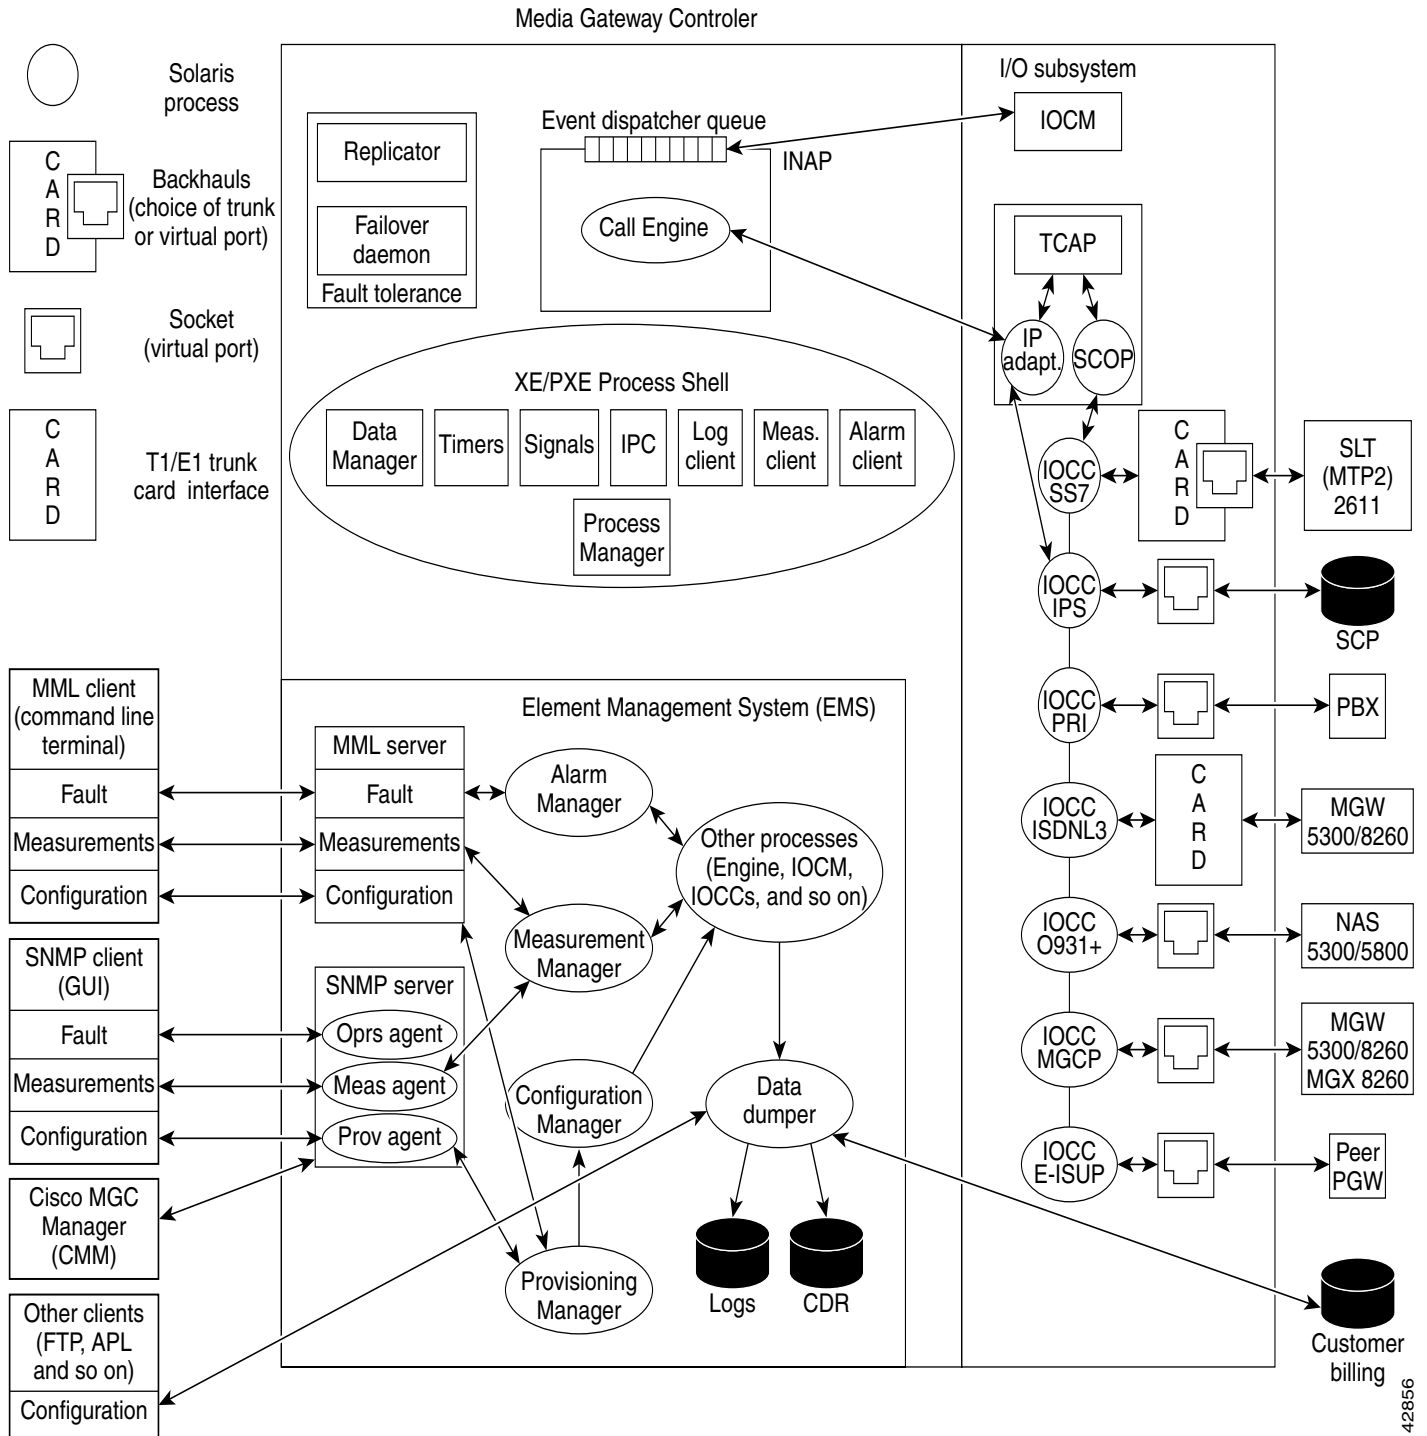 Media Gateway Controler
Solaris
process
C
A
R
D
Backhauls
(choice of trunk
or virtual port)
Socket
(virtual port)
C
A
R
D
T1/E1 trunk
card interface
Replicator
Failover
daemon
Fault tolerance
Event dispatcher queue
INAP
Call Engine
XE/PXE Process Shell
Data
Manager
Timers
Signals
IPC
Log
client
Meas.
client
Alarm
client
Process
Manager
I/O subsystem
IOCM
TCAP
IP
adapt.
SCOP
IOCC
SS7
C
A
R
D
SLT
(MTP2)
2611
IOCC
IPS
SCP
IOCC
PRI
PBX
IOCC
ISDNL3
C
A
R
D
MGW
5300/8260
IOCC
O931+
NAS
5300/5800
IOCC
MGCP
MGW
5300/8260
MGX 8260
IOCC
E-ISUP
Peer
PGW
MML client
(command line
terminal)
Fault
Measurements
Configuration
SNMP client
(GUI)
Fault
Measurements
Configuration
Cisco MGC
Manager
(CMM)
Other clients
(FTP, APL
and so on)
Configuration
Element Management System (EMS)
MML server
Fault
Measurements
Configuration
SNMP server
Oprs agent
Meas agent
Prov agent
Alarm
Manager
Measurement
Manager
Configuration
Manager
Provisioning
Manager
Other processes
(Engine, IOCM,
IOCCs, and so on)
Data
dumper
Logs
CDR
Customer
billing
42856